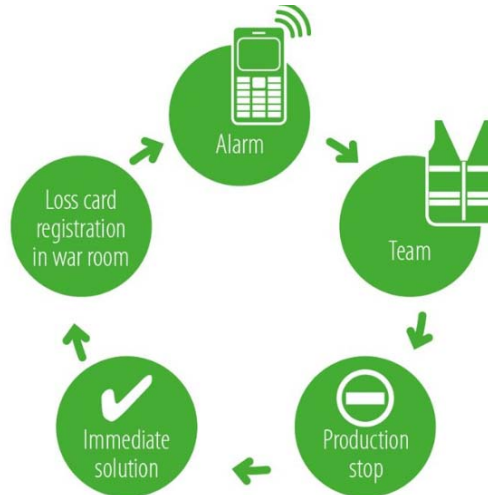 Alarm
Team
Production
stop
Immediate
solution
Loss card
registration
in war room